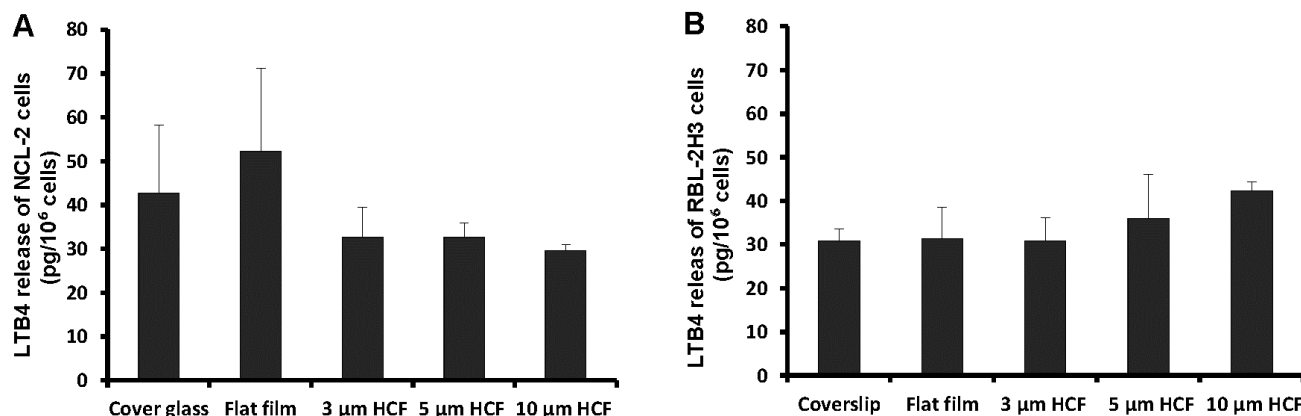 A
LTB4 release of NCL-2 cells
(pg/10⁶ cells)
80
70
60
50
40
30
20
10
0
Cover glass Flat film 3 μm HCF 5 μm HCF 10 μm HCF
B
LTB4 releas of RBL-2H3 cells
(pg/10⁶ cells)
80
70
60
50
40
30
20
10
0
Coverslip Flat film 3 μm HCF 5 μm HCF 10 μm HCF